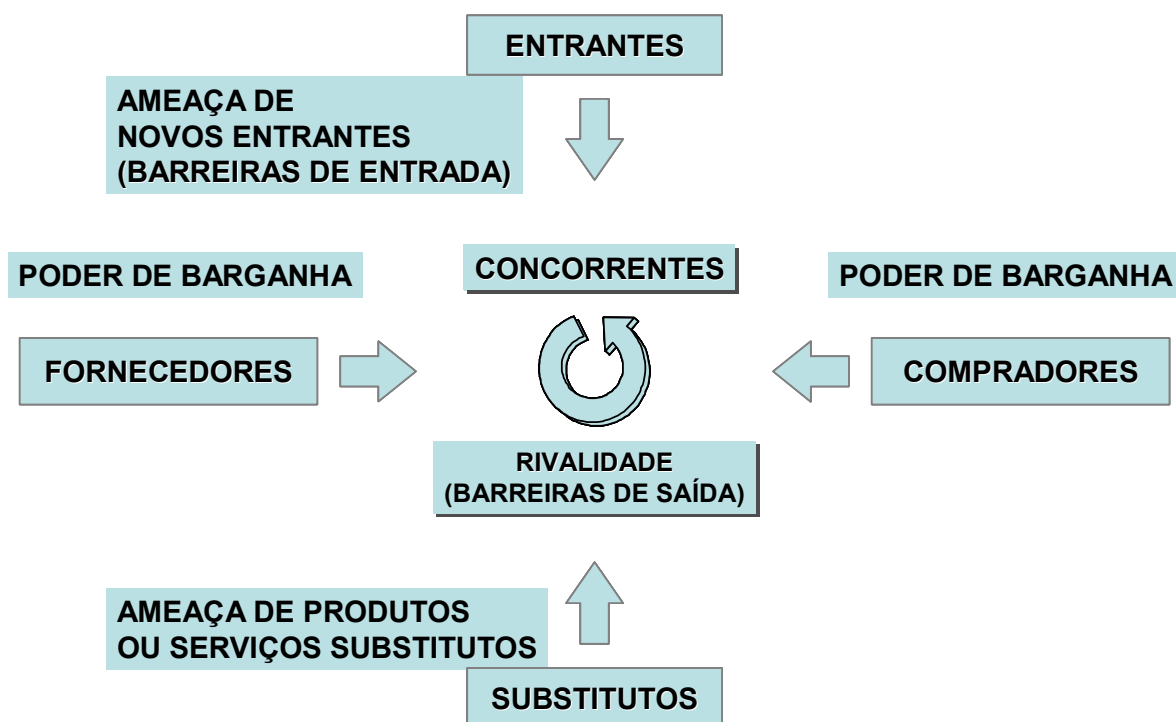 ENTRANTES
AMEAÇA DE
NOVOS ENTRANTES
(BARREIRAS DE ENTRADA)
PODER DE BARGANHA
CONCORRENTES
PODER DE BARGANHA
FORNECEDORES
COMPRADORES
RIVALIDADE
(BARREIRAS DE SAÍDA)
AMEAÇA DE PRODUTOS
OU SERVIÇOS SUBSTITUTOS
SUBSTITUTOS